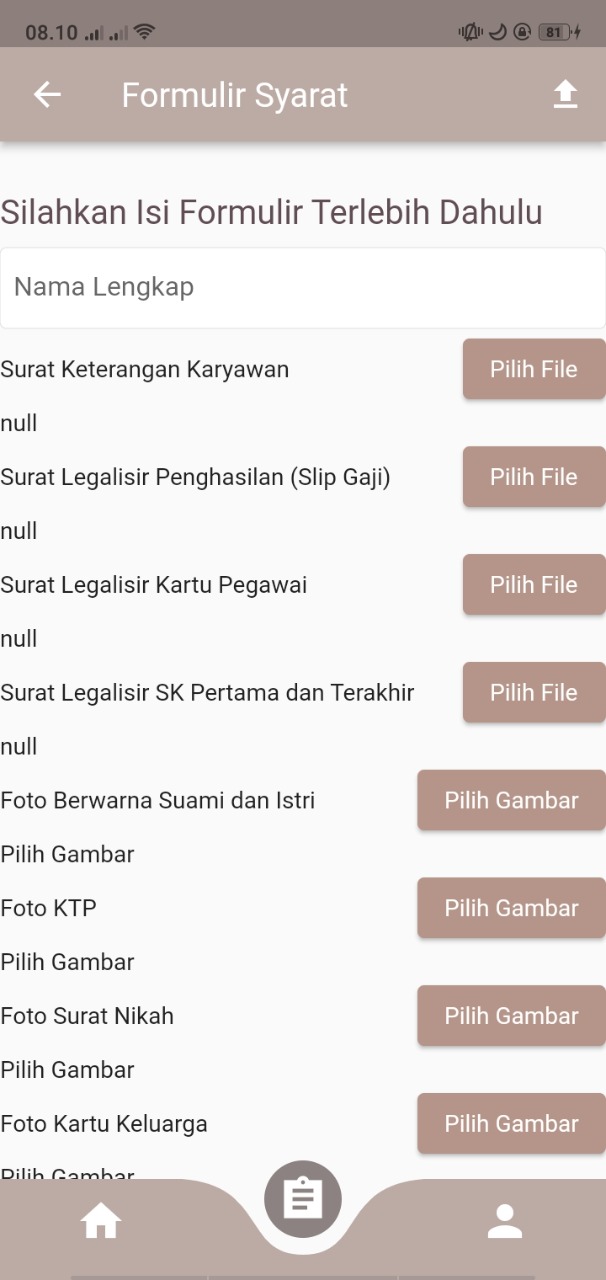 08.10
81
Formulir Syarat
Silahkan Isi Formulir Terlebih Dahulu
Nama Lengkap
Surat Keterangan Karyawan
Pilih File
null
Surat Legalisir Penghasilan (Slip Gaji)
Pilih File
null
Surat Legalisir Kartu Pegawai
Pilih File
null
Surat Legalisir SK Pertama dan Terakhir
Pilih File
null
Foto Berwarna Suami dan Istri
Pilih Gambar
Pilih Gambar
Foto KTP
Pilih Gambar
Pilih Gambar
Foto Surat Nikah
Pilih Gambar
Pilih Gambar
Foto Kartu Keluarga
Pilih Gambar
Pilih Gambar